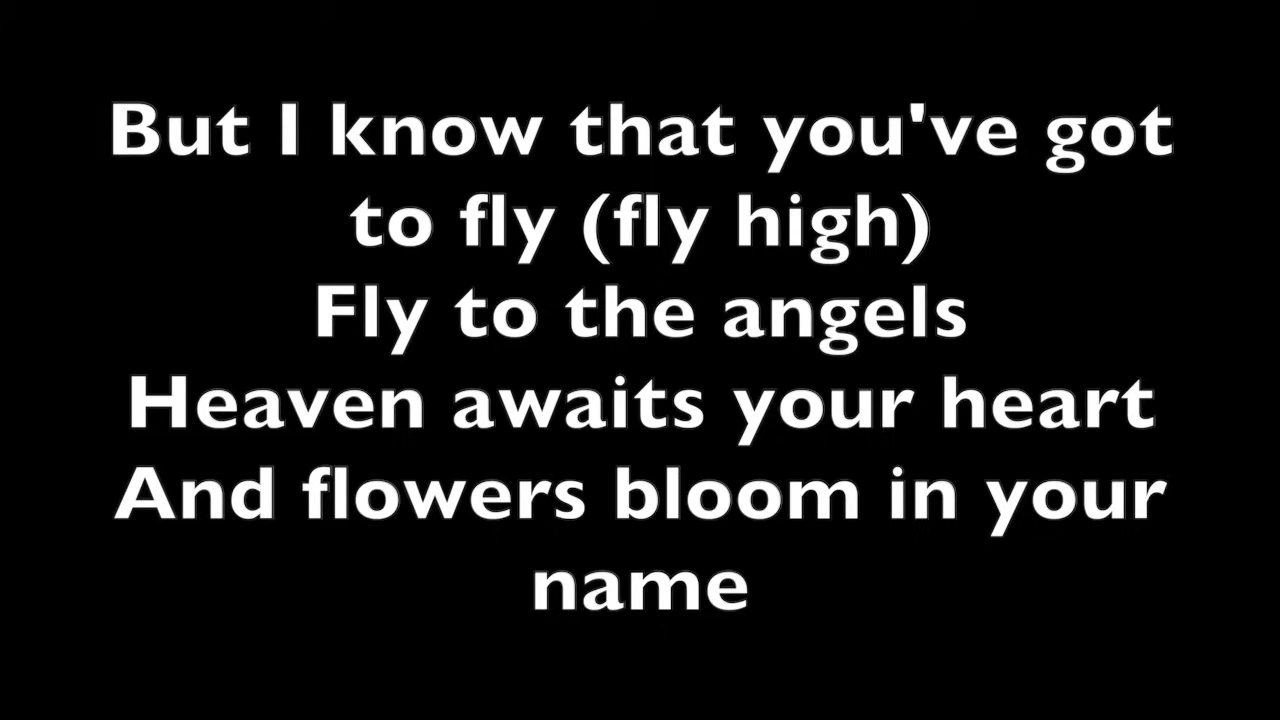 But I know that you've got
to fly (fly high)
Fly to the angels
Heaven awaits your heart
And flowers bloom in your
name